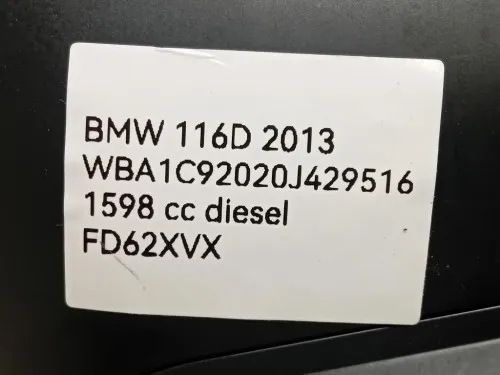 BMW 116D 2013
WBA1C92020J429516
1598 cc diesel
FD62XVX